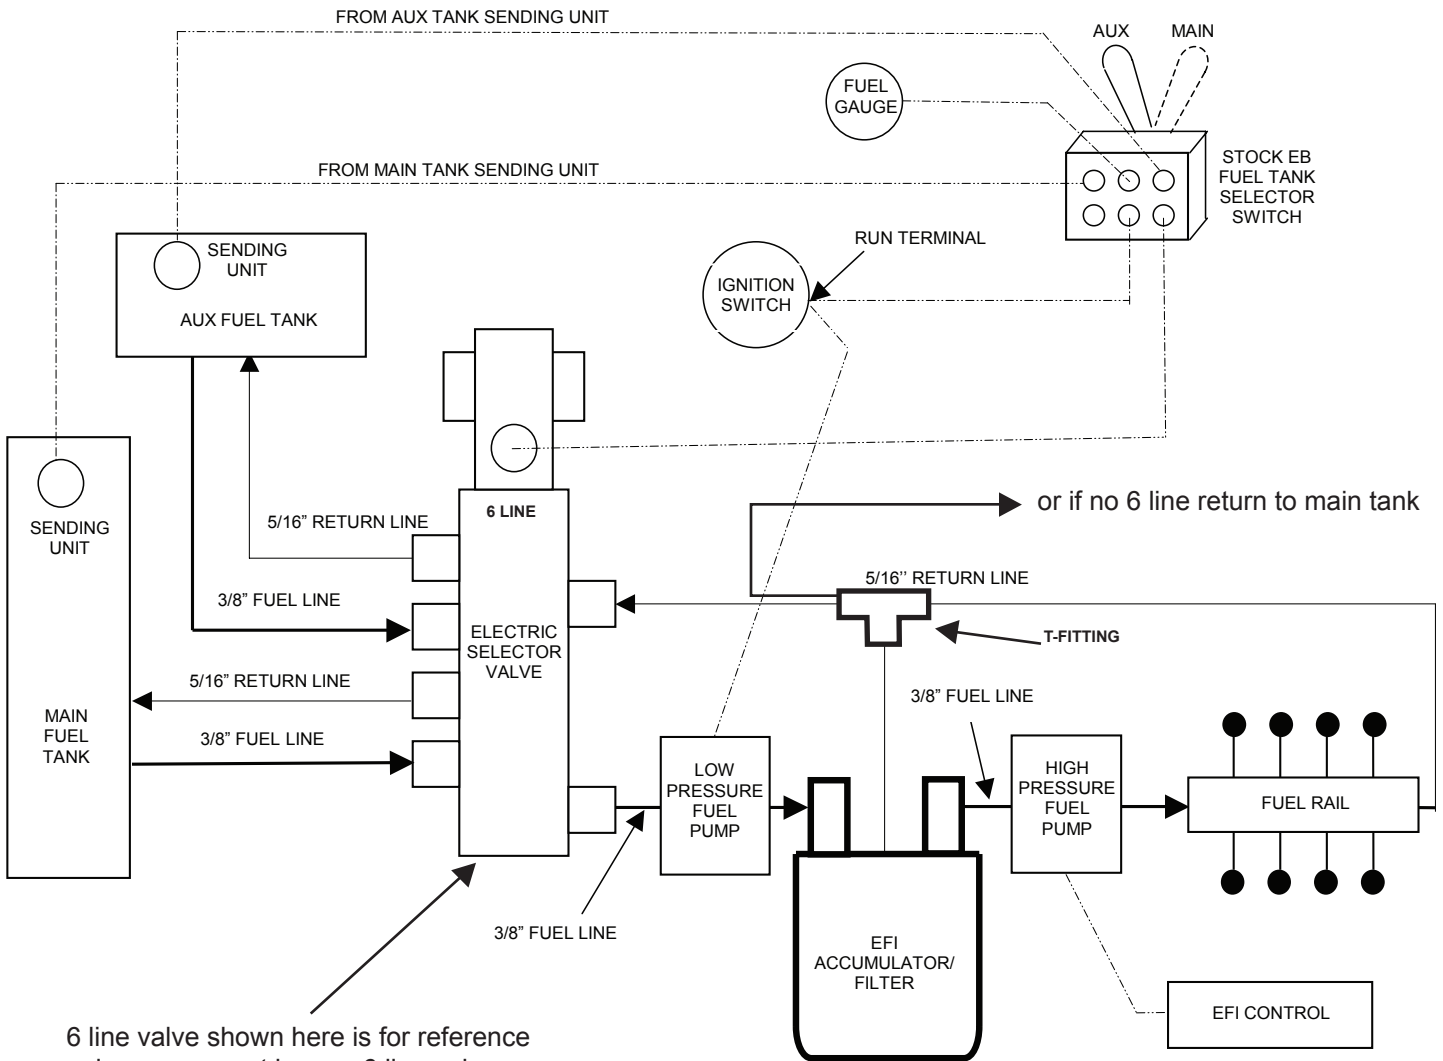 FROM AUX TANK SENDING UNIT
AUX
MAIN
FUEL
GAUGE
FROM MAIN TANK SENDING UNIT
STOCK EB
FUEL TANK
SELECTOR
SWITCH
SENDING
UNIT
AUX FUEL TANK
RUN TERMINAL
IGNITION
SWITCH
SENDING
UNIT
MAIN
FUEL
TANK
6 LINE
5/16” RETURN LINE
3/8” FUEL LINE
ELECTRIC
SELECTOR
VALVE
5/16” RETURN LINE
3/8” FUEL LINE
or if no 6 line return to main tank
5/16’’ RETURN LINE
T-FITTING
3/8” FUEL LINE
LOW
PRESSURE
FUEL
PUMP
HIGH
PRESSURE
FUEL
PUMP
FUEL RAIL
3/8” FUEL LINE
EFI
ACCUMULATOR/
FILTER
EFI CONTROL
6 line valve shown here is for reference